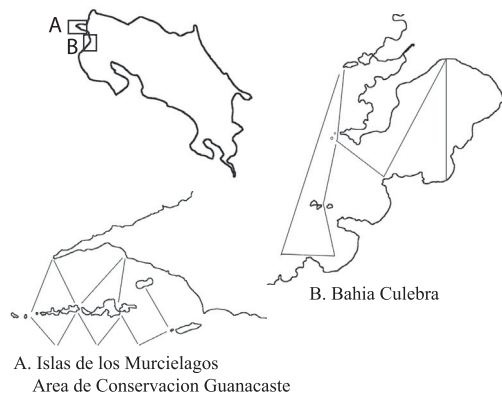 A
B
B. Bahia Culebra
A. Islas de los Murcielagos
Area de Conservacion Guanacaste